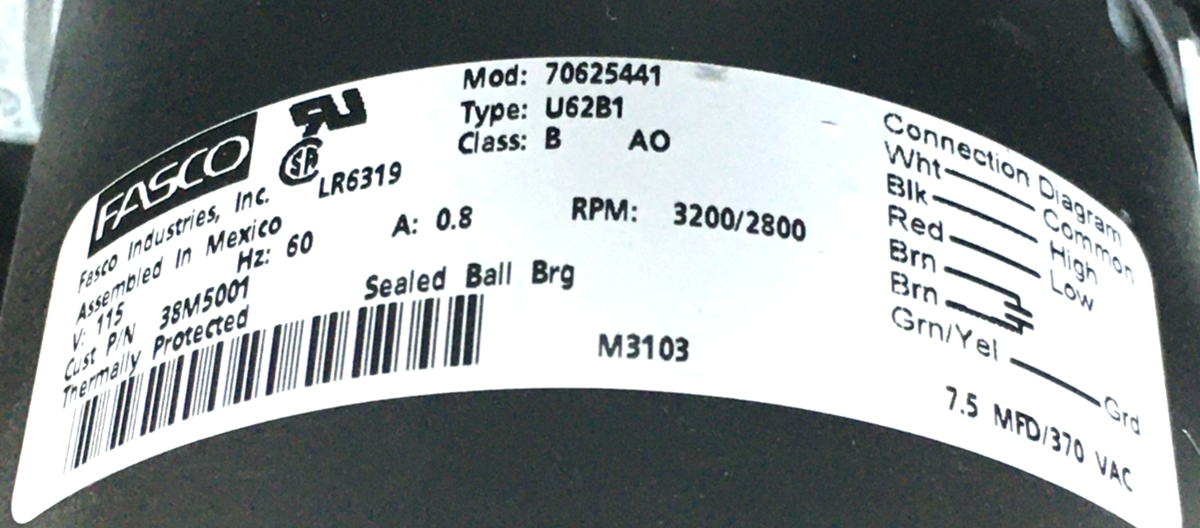 FASCO
LR6319
Fasco Industries, Inc.
Assembled In Mexico
V: 115 Hz: 60 A: 0.8 RPM: 3200/2800
Cust P/N 38M5001
Thermally Protected
Sealed Ball Brg
M3103
Mod: 70625441
Type: U62B1
Class: B AO
Connection Diagram
Wht Common
Blk High
Red Low
Brn
Brn
Grn/Yel Grd
7.5 MFD/370 VAC